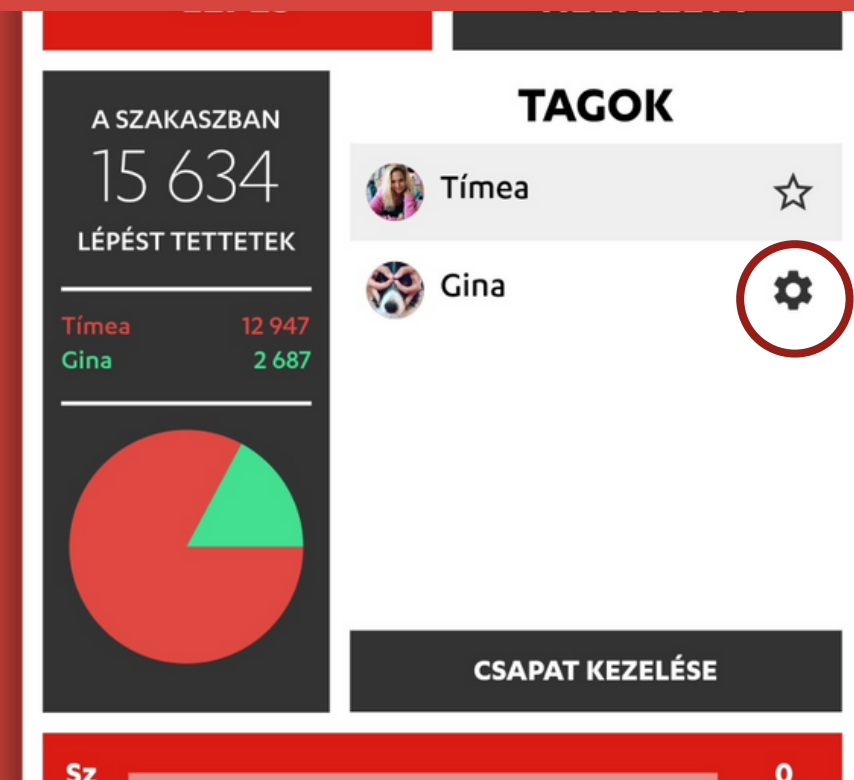 A SZAKASZBAN
15 634
LÉPÉST TETTETEK
Tímea 12 947
Gina 2 687
TAGOK
Tímea
Gina
CSAPAT KEZELÉSE
Sz 0